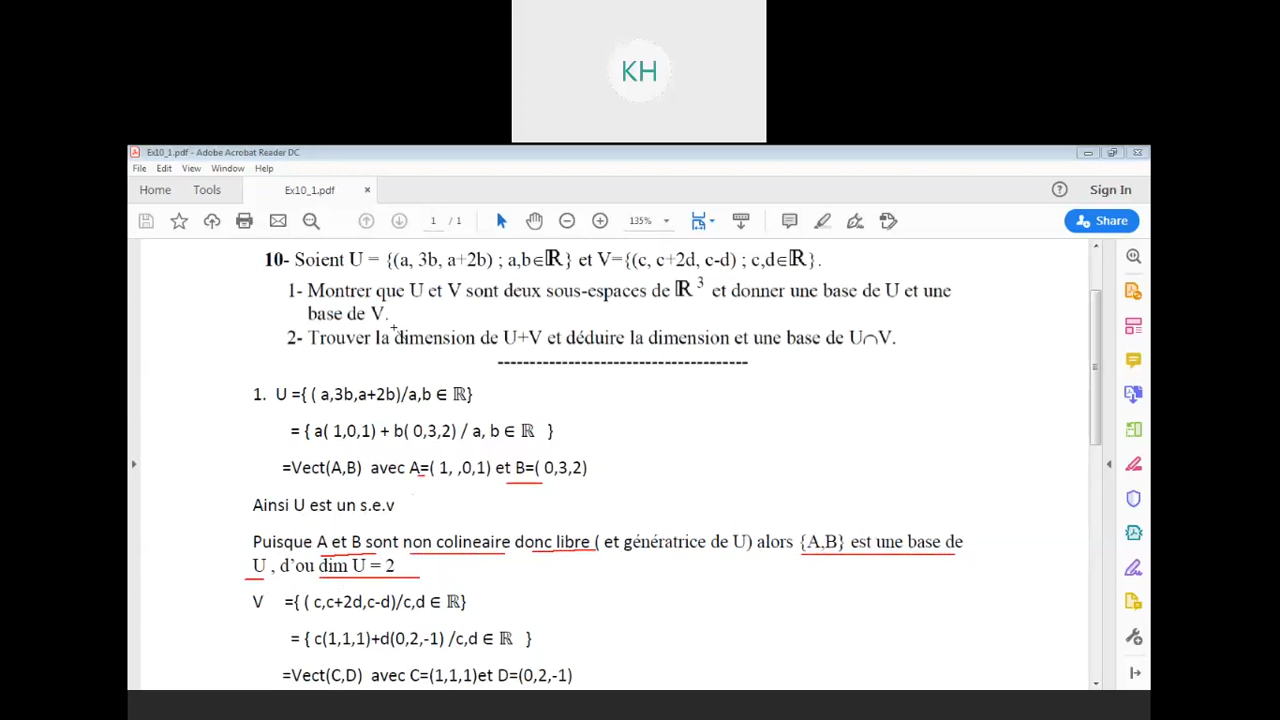 KH
Ex10_1.pdf - Adobe Acrobat Reader DC
File Edit View Window Help
Home Tools Ex10_1.pdf × Sign In
1 / 1 135% Share
10- Soient U = {(a, 3b, a+2b) ; a,b∈ℝ} et V={(c, c+2d, c-d) ; c,d∈ℝ}.
1- Montrer que U et V sont deux sous-espaces de ℝ ³ et donner une base de U et une
base de V.
2- Trouver la dimension de U+V et déduire la dimension et une base de U∩V.
------------------------------------
1. U ={ ( a,3b,a+2b)/a,b ∈ ℝ}
= { a( 1,0,1) + b( 0,3,2) / a, b ∈ ℝ }
=Vect(A,B) avec A=( 1, ,0,1) et B=( 0,3,2)
Ainsi U est un s.e.v
Puisque A et B sont non colineaire donc libre ( et génératrice de U) alors {A,B} est une base de
U , d’ou dim U = 2
V ={ ( c,c+2d,c-d)/c,d ∈ ℝ}
= { c(1,1,1)+d(0,2,-1) /c,d ∈ ℝ }
=Vect(C,D) avec C=(1,1,1)et D=(0,2,-1)